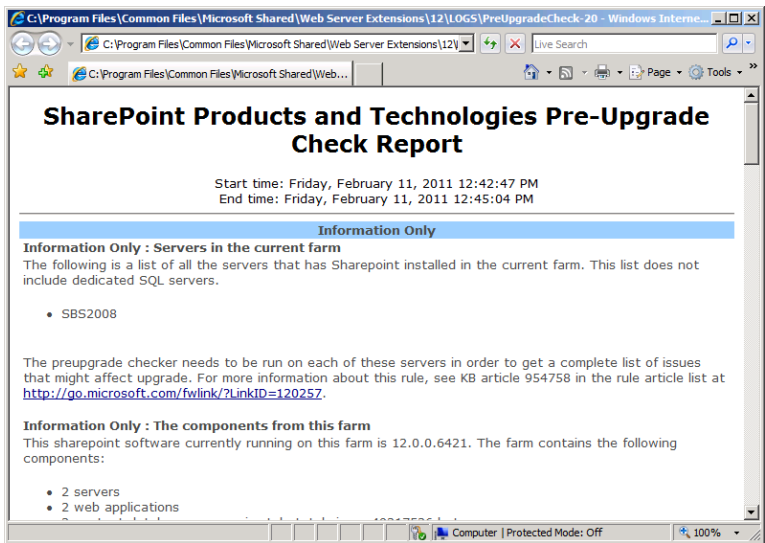 C:\Program Files\Common Files\Microsoft Shared\Web Server Extensions\12\LOGS\PreUpgradeCheck-20 - Windows Interne...
C:\Program Files\Common Files\Microsoft Shared\Web Server Extensions\12\
Live Search
C:\Program Files\Common Files\Microsoft Shared\Web...
Page
Tools
»
SharePoint Products and Technologies Pre-Upgrade
Check Report
Start time: Friday, February 11, 2011 12:42:47 PM
End time: Friday, February 11, 2011 12:45:04 PM
Information Only
Information Only : Servers in the current farm
The following is a list of all the servers that has Sharepoint installed in the current farm. This list does not
include dedicated SQL servers.
• SBS2008
The preupgrade checker needs to be run on each of these servers in order to get a complete list of issues
that might affect upgrade. For more information about this rule, see KB article 954758 in the rule article list at
http://go.microsoft.com/fwlink/?LinkID=120257.
Information Only : The components from this farm
This sharepoint software currently running on this farm is 12.0.0.6421. The farm contains the following
components:
• 2 servers
• 2 web applications
Computer | Protected Mode: Off
100%